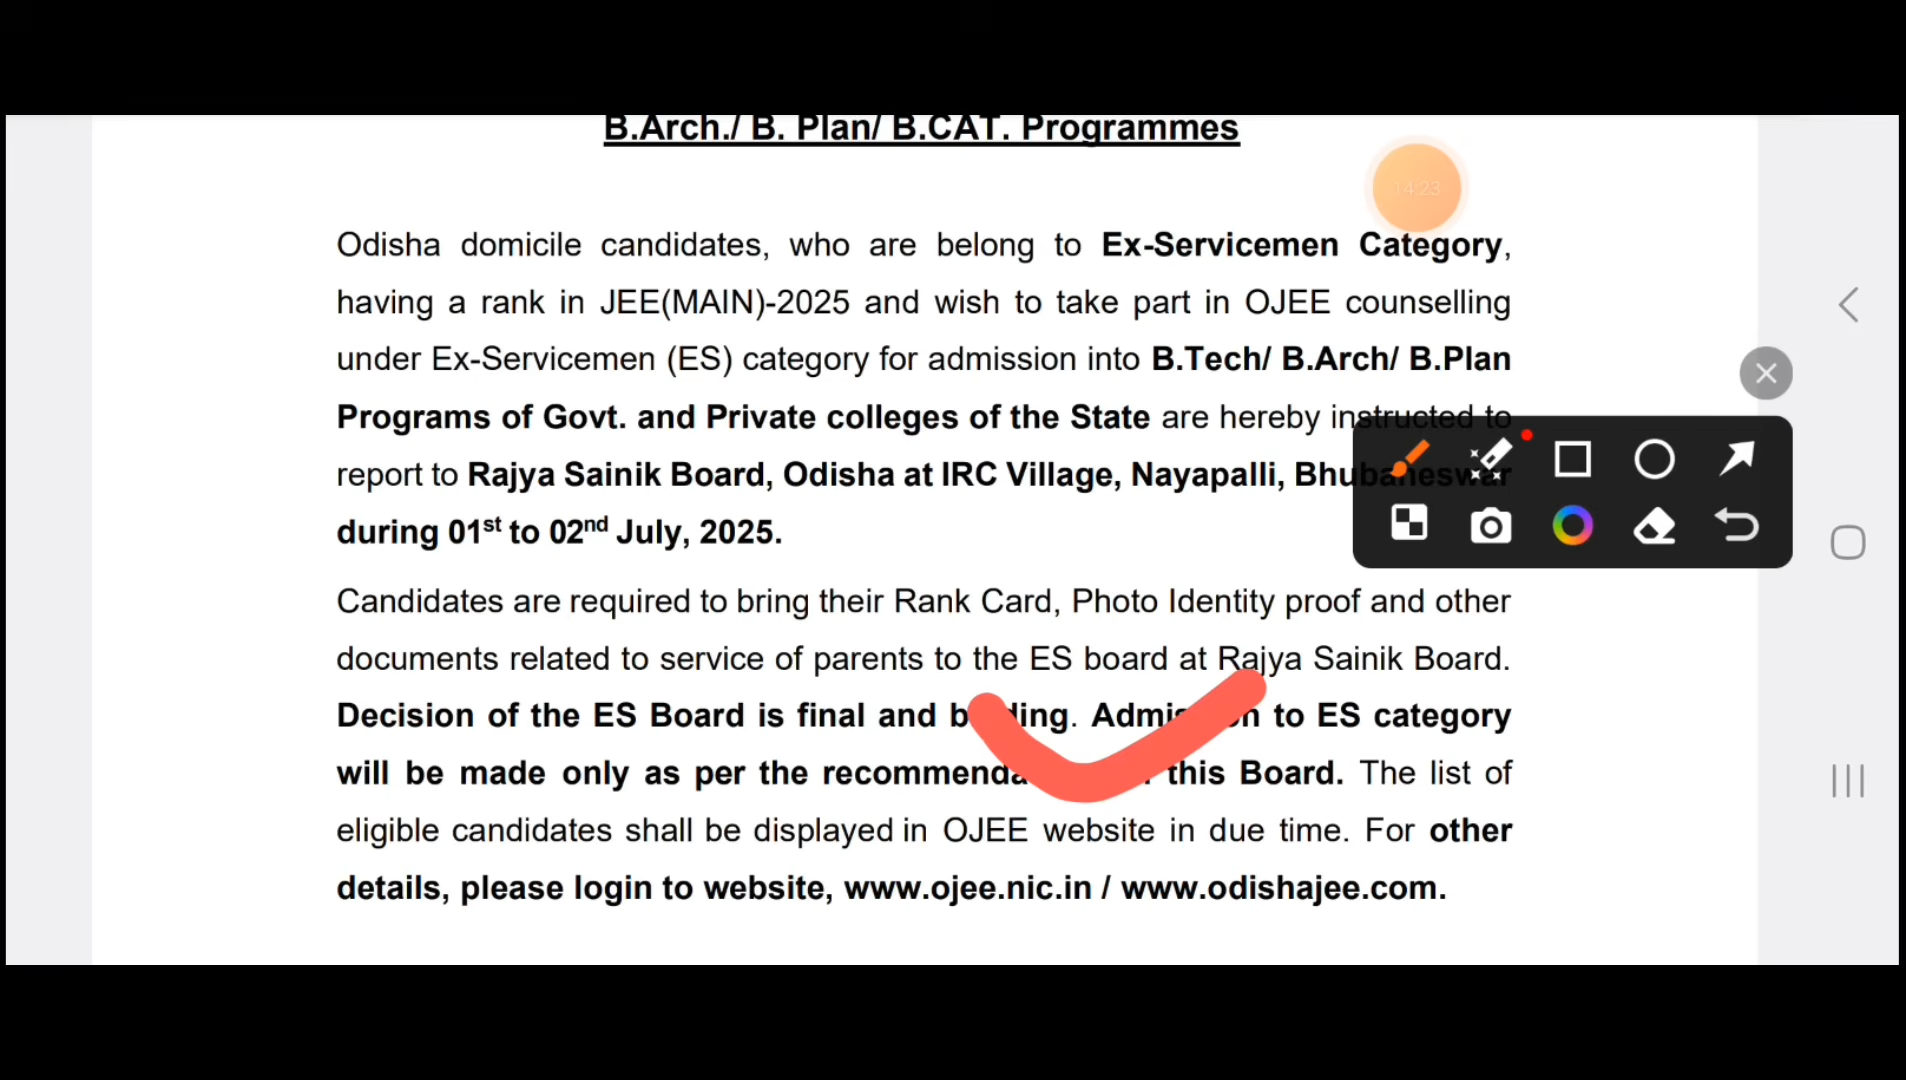 B.Arch./ B. Plan/ B.CAT. Programmes
14:23
Odisha domicile candidates, who are belong to Ex-Servicemen Category,
having a rank in JEE(MAIN)-2025 and wish to take part in OJEE counselling
under Ex-Servicemen (ES) category for admission into B.Tech/ B.Arch/ B.Plan
Programs of Govt. and Private colleges of the State are hereby instructed to
report to Rajya Sainik Board, Odisha at IRC Village, Nayapalli, Bhubaneswar
during 01st to 02nd July, 2025.
Candidates are required to bring their Rank Card, Photo Identity proof and other
documents related to service of parents to the ES board at Rajya Sainik Board.
Decision of the ES Board is final and binding. Admission to ES category
will be made only as per the this Board. The list of
eligible candidates shall be displayed in OJEE website in due time. For other
details, please login to website, www.ojee.nic.in / www.odishajee.com.